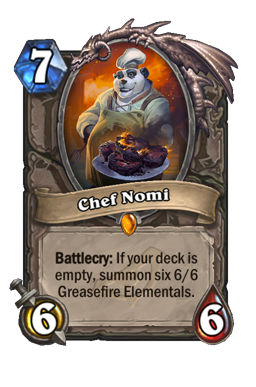 7
Chef Nomi
Battlecry: If your deck is
empty, summon six 6/6
Greasefire Elementals.
6 6